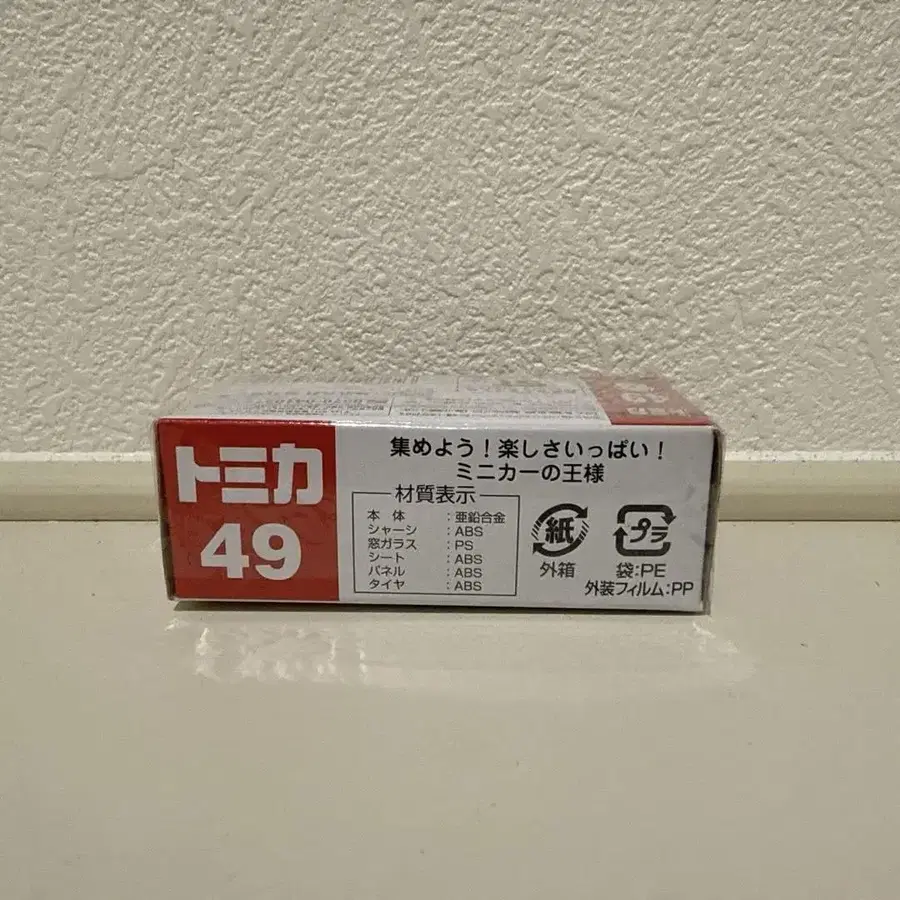 トミカ
49
集めよう！楽しさいっぱい！
ミニカーの王様
材質表示
本体：亜鉛合金
シャーシ：ABS
窓ガラス：PS
シート：ABS
パネル：ABS
タイヤ：ABS
紙
外箱
プラ
袋:PE
外装フィルム:PP
49